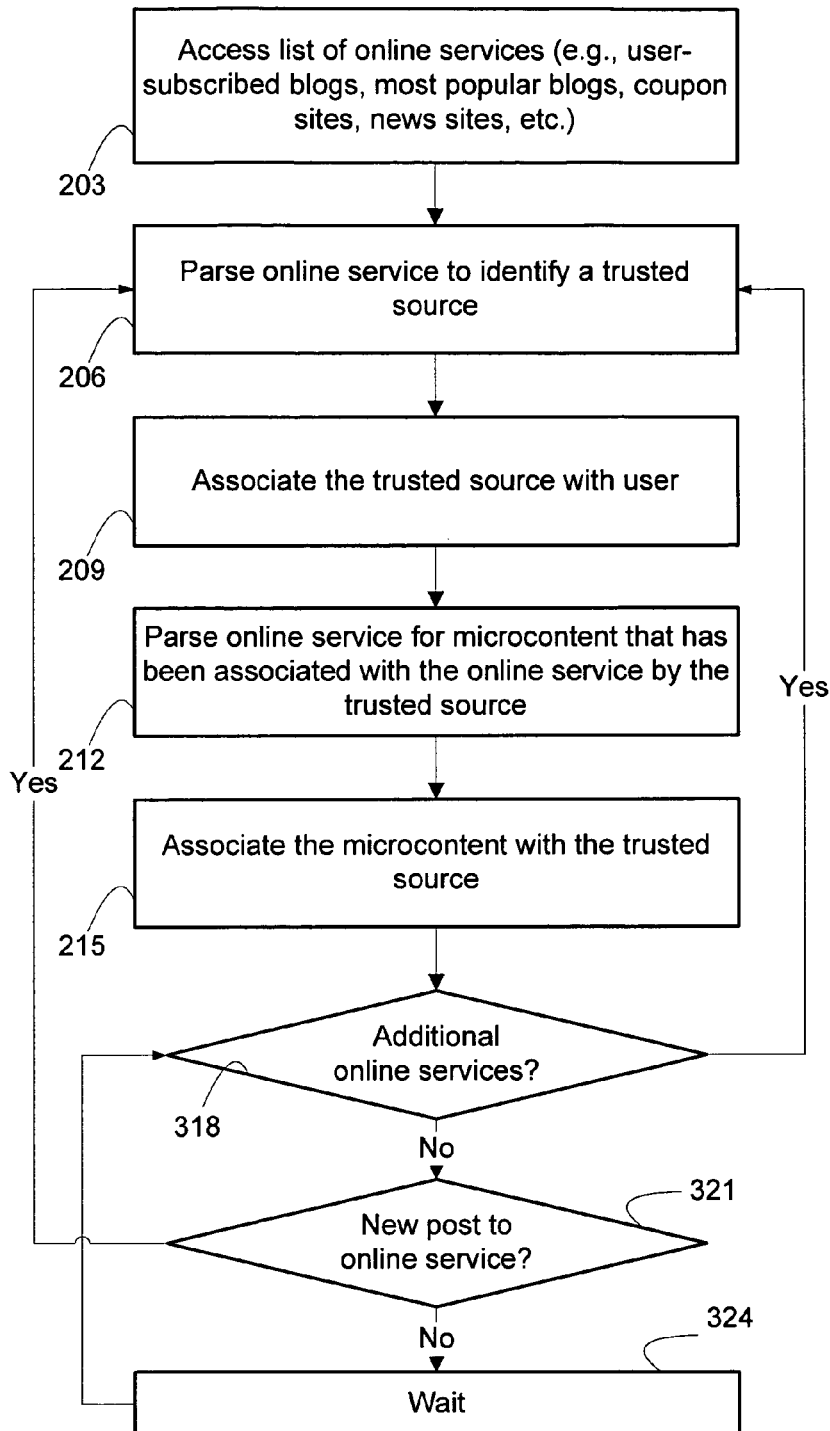 Access list of online services (e.g., user-
subscribed blogs, most popular blogs, coupon
sites, news sites, etc.)
203
Parse online service to identify a trusted
source
206
Associate the trusted source with user
209
Parse online service for microcontent that has
been associated with the online service by the
trusted source
Yes
212
Yes
Associate the microcontent with the trusted
source
215
Additional
online services?
318
No
321
New post to
online service?
No
324
Wait